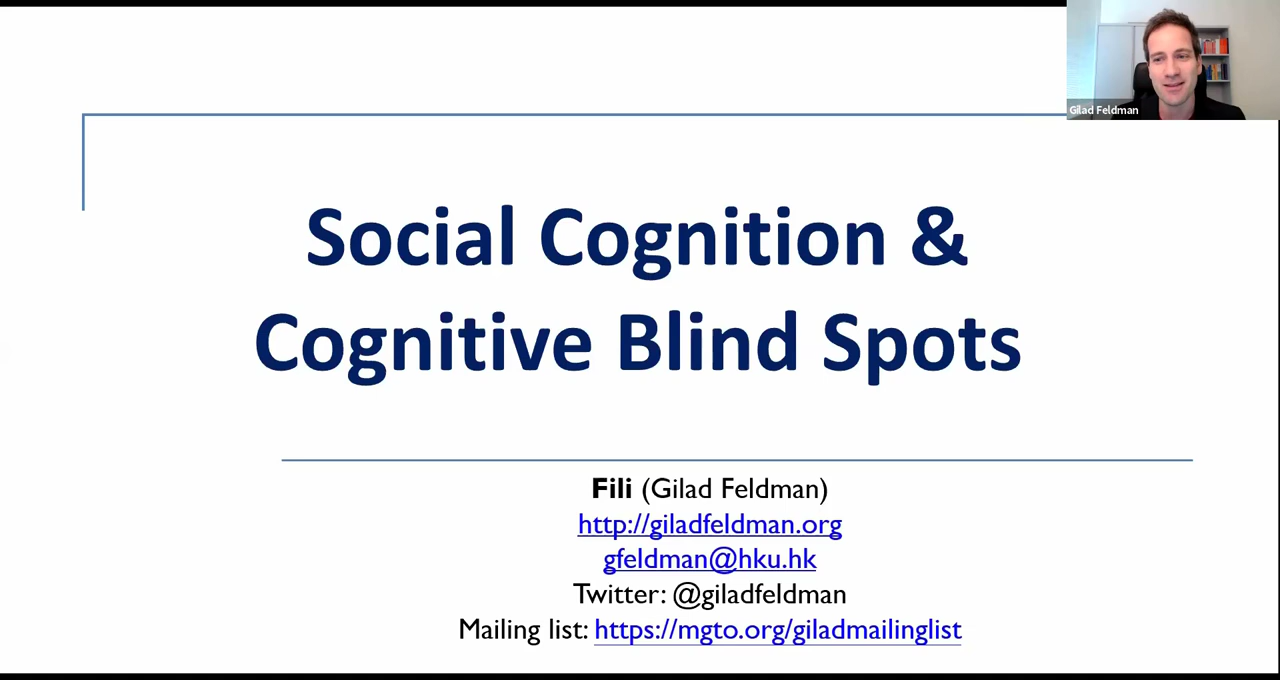 Gilad Feldman
Social Cognition &
Cognitive Blind Spots
Fili (Gilad Feldman)
http://giladfeldman.org
gfeldman@hku.hk
Twitter: @giladfeldman
Mailing list: https://mgto.org/giladmailinglist